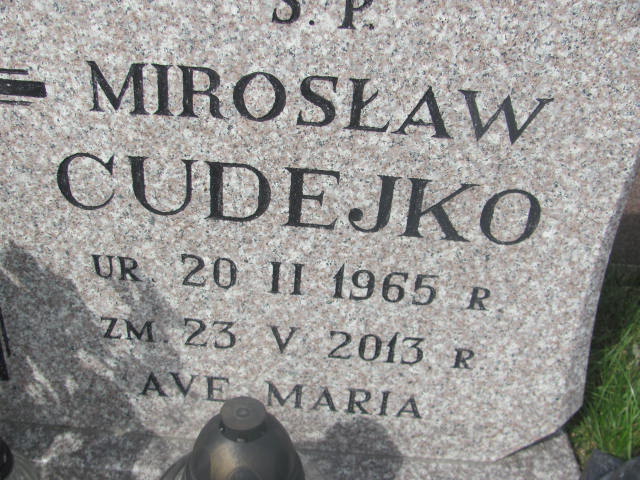 Ś. P.
MIROSŁAW
CUDEJKO
UR. 20 II 1965 R
ZM. 23 V 2013 R
AVE MARIA